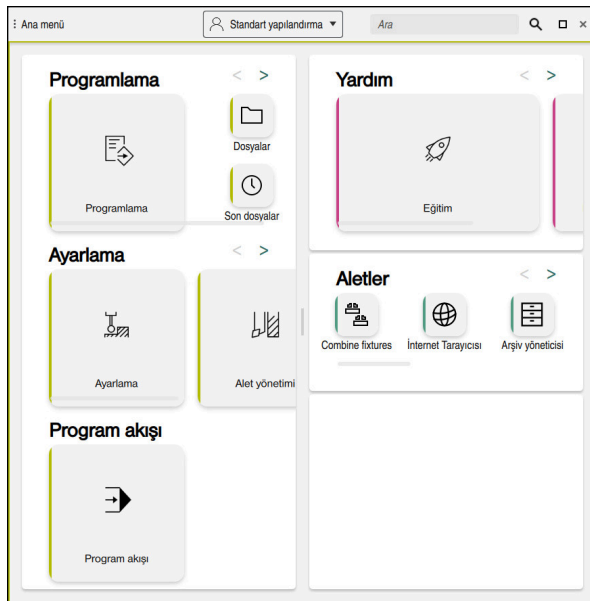 Ana menü
Standart yapılandırma
Ara
Programlama
Programlama
Dosyalar
Son dosyalar
Ayarlama
Ayarlama
Alet yönetimi
Program akışı
Program akışı
Yardım
Eğitim
Aletler
Combine fixtures
İnternet Tarayıcısı
Arşiv yöneticisi